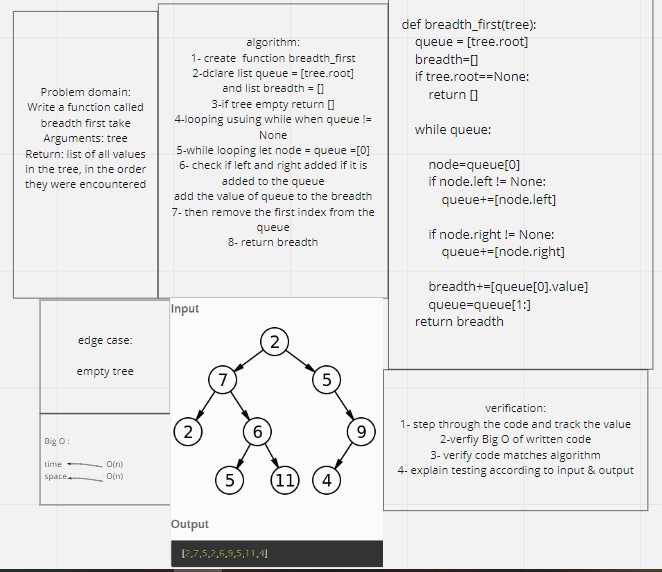 Problem domain:
Write a function called
breadth first take
Arguments: tree
Return: list of all values
in the tree, in the order
they were encountered
algorithm:
1- create function breadth_first
2-dclare list queue = [tree.root]
and list breadth = []
3-if tree empty return []
4-looping usuing while when queue !=
None
5-while looping let node = queue =[0]
6- check if left and right added if it is
added to the queue
add the value of queue to the breadth
7- then remove the first index from the
queue
8- return breadth
def breadth_first(tree):
queue = [tree.root]
breadth=[]
if tree.root==None:
return []
while queue:
node=queue[0]
if node.left != None:
queue+=[node.left]
if node.right != None:
queue+=[node.right]
breadth+=[queue[0].value]
queue=queue[1:]
return breadth
edge case:
empty tree
Big O :
time O(n)
space O(n)
Input
2
7 5
2 6 9
5 11 4
Output
[2,7,5,2,6,9,5,11,4]
verification:
1- step through the code and track the value
2-verfiy Big O of written code
3- verify code matches algorithm
4- explain testing according to input & output